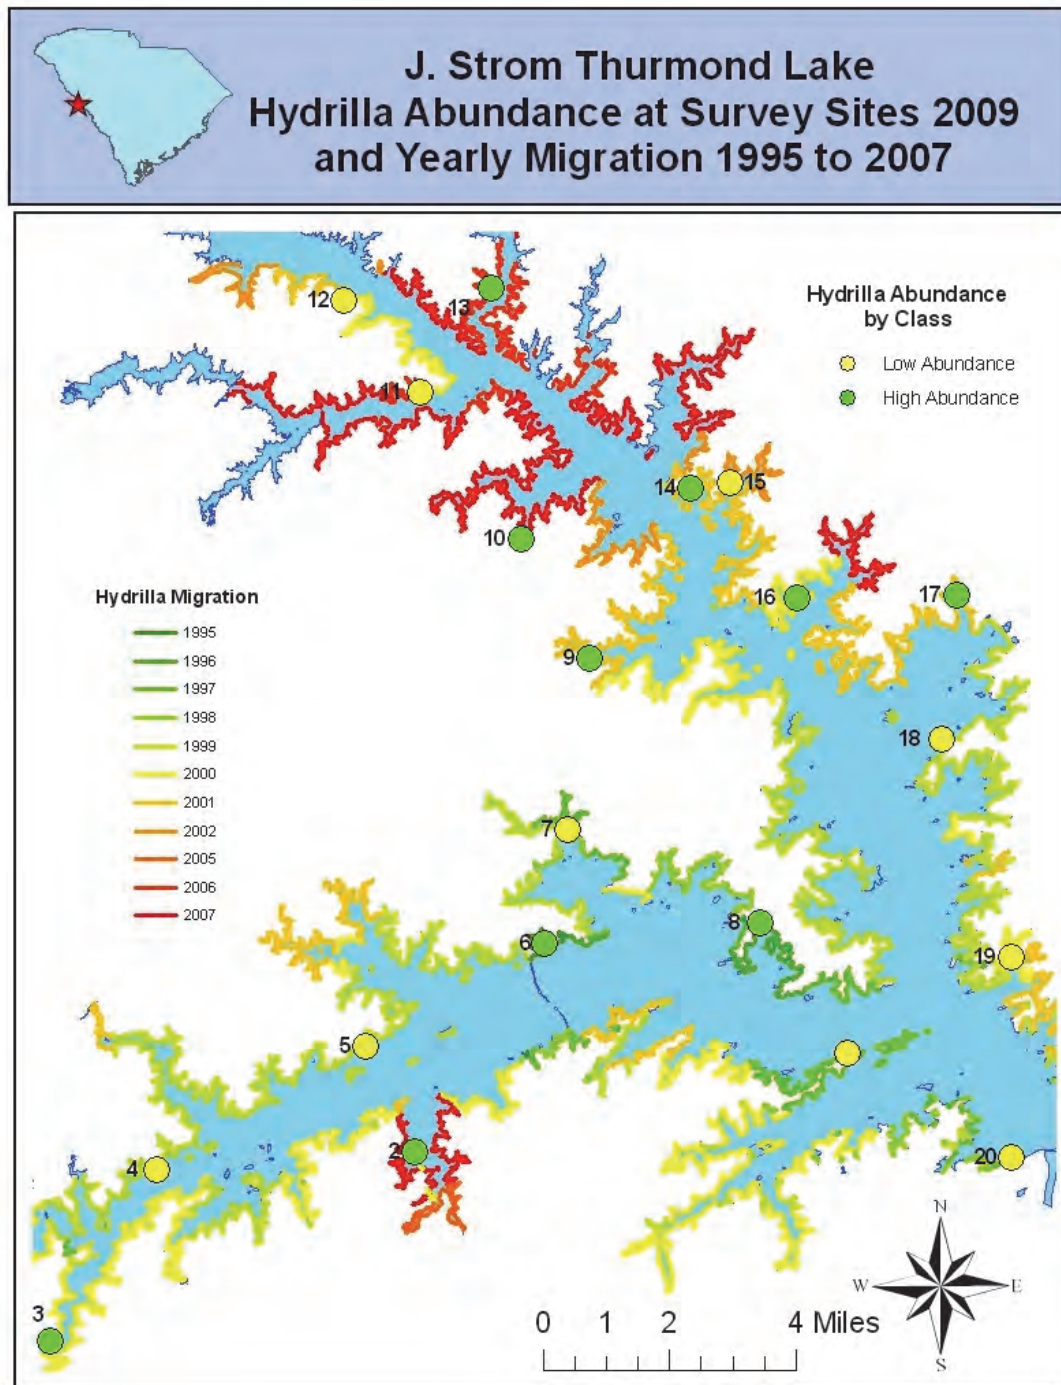 J. Strom Thurmond Lake
Hydrilla Abundance at Survey Sites 2009
and Yearly Migration 1995 to 2007
Hydrilla Abundance
by Class
Low Abundance
High Abundance
12
13
11
14
15
10
16
17
9
18
Hydrilla Migration
1995
1996
1997
1998
1999
2000
2001
2002
2005
2006
2007
7
8
6
19
5
2
4
20
3
N
W
E
S
0 1 2 4 Miles